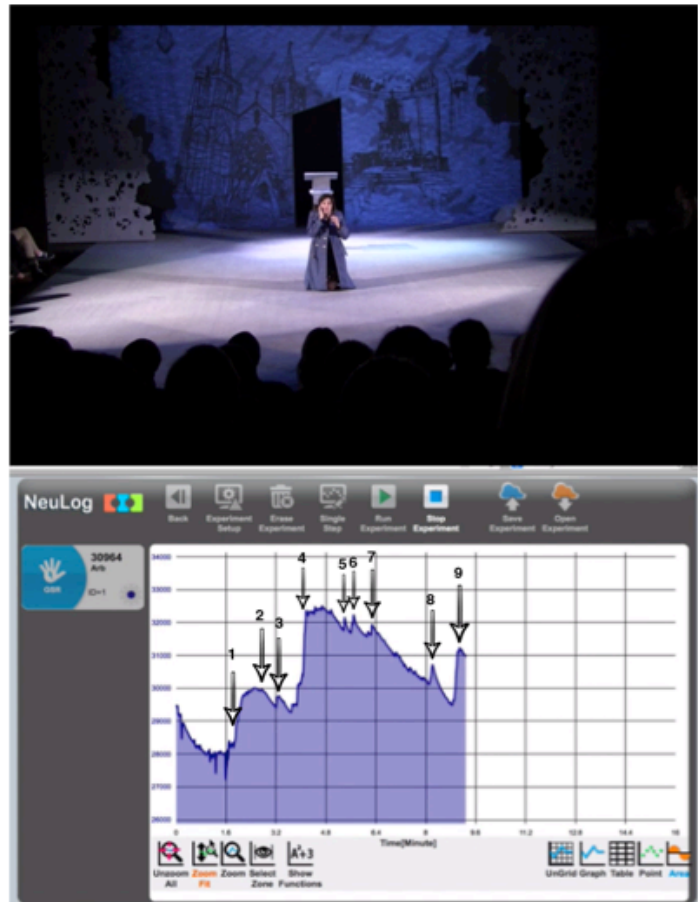 NeuLog
Back
Experiment Setup
Erase Experiment
Single Step
Run Experiment
Stop Experiment
Save Experiment
Open Experiment
30964
Arb
GSR
ID=1
34000
33000
32000
31000
30000
29000
28000
27000
26000
1
2
3
4
5
6
7
8
9
0 1.6 3.2 4.8 6.4 8 9.6 11.2 12.8 14.4 16
Time[Minute]
Unzoom All
Zoom Fit
Zoom
Select Zone
Show Functions
UnGrid
Graph
Table
Point
Area